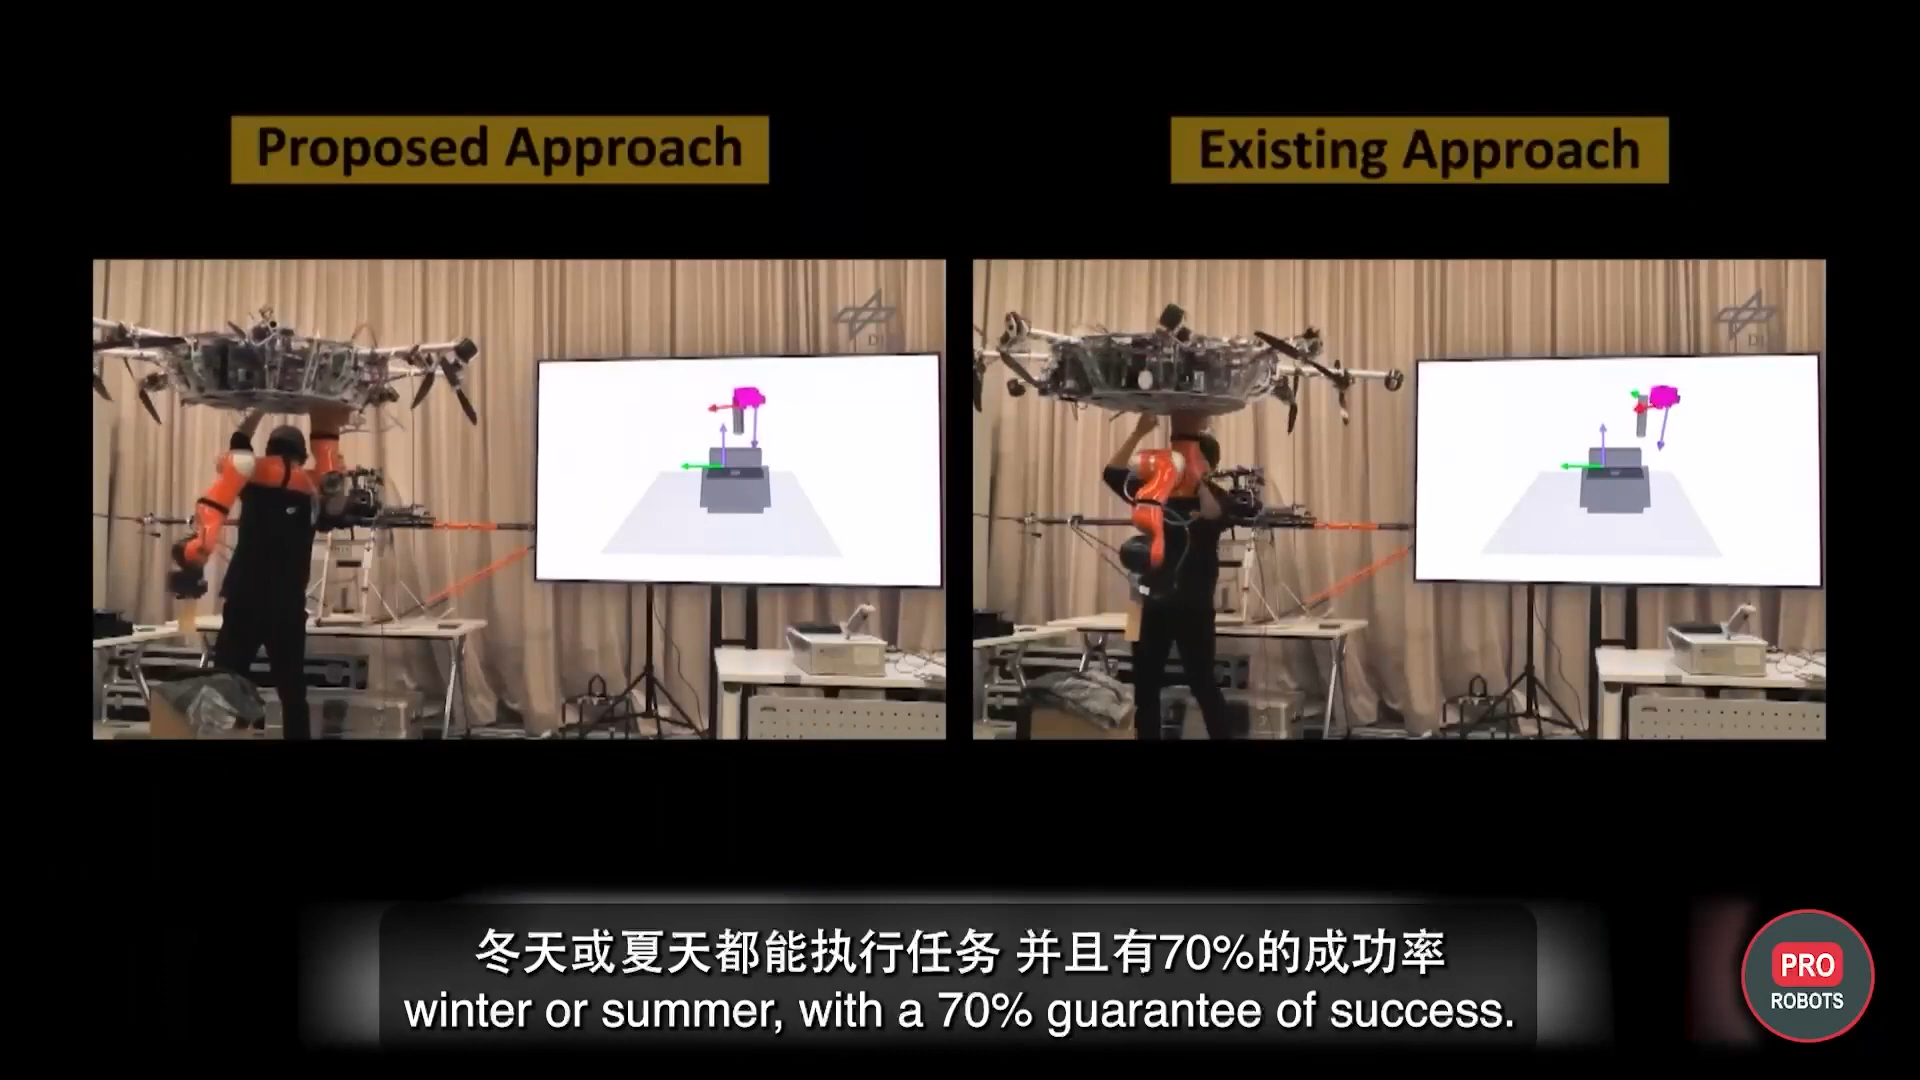 Proposed Approach
Existing Approach
冬天或夏天都能执行任务 并且有70%的成功率
winter or summer, with a 70% guarantee of success.
PRO
ROBOTS